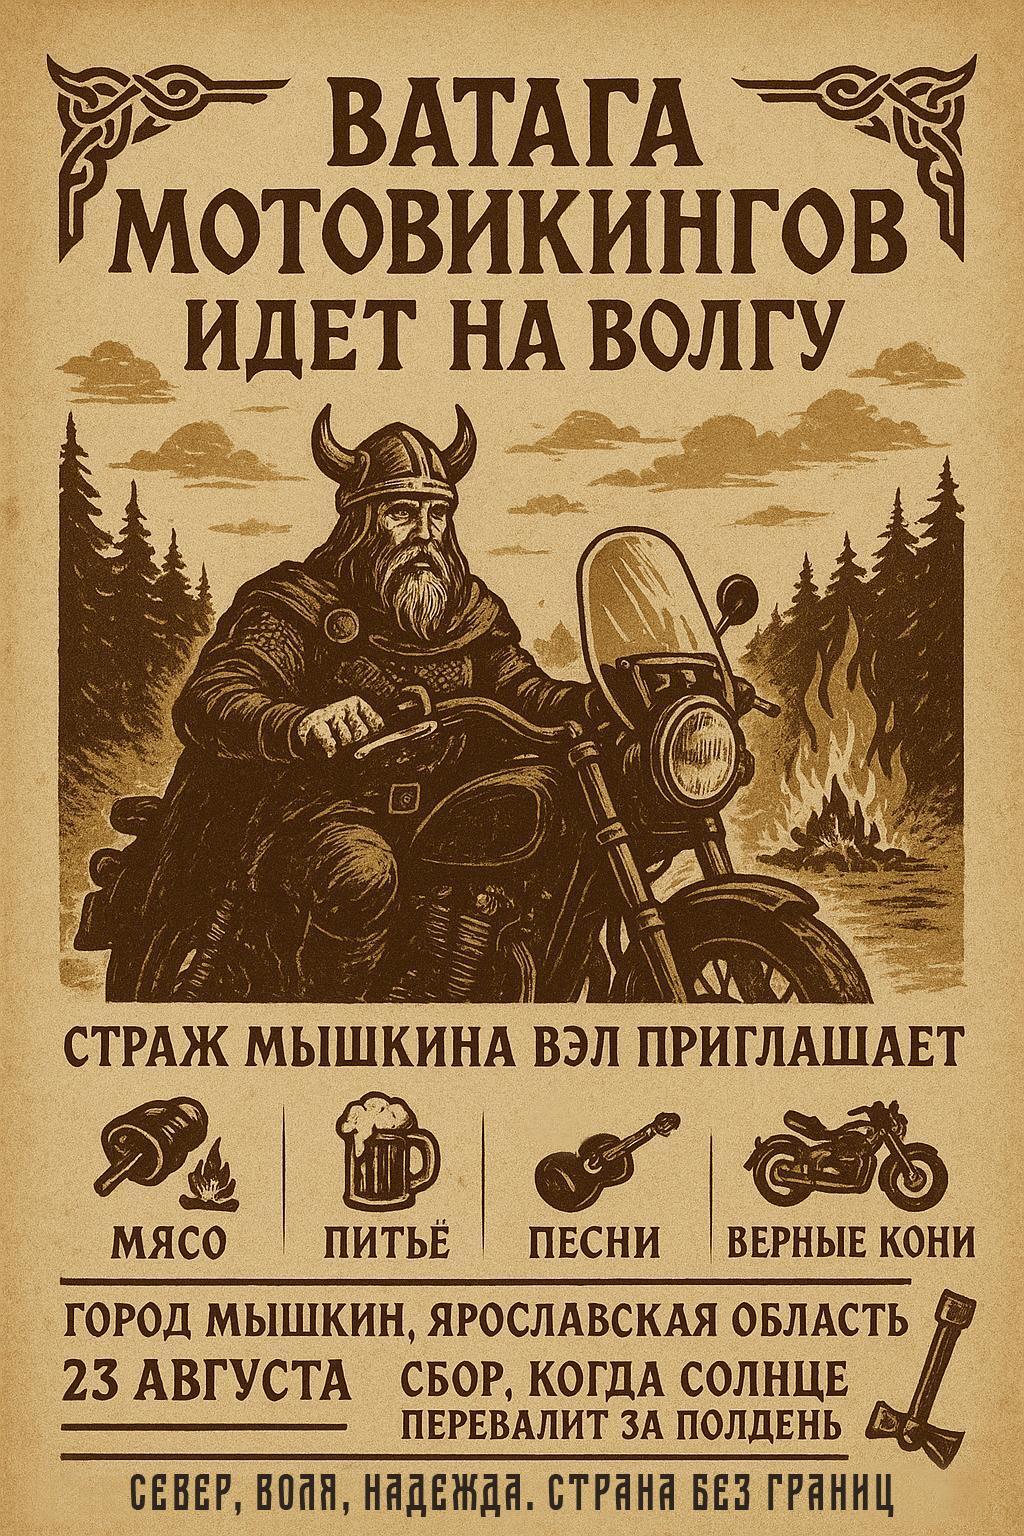 ВАТАГА
МОТОВИКИНГОВ
ИДЕТ НА ВОЛГУ
СТРАЖ МЫШКИНА ВЭЛ ПРИГЛАШАЕТ
МЯСО
ПИТЬЁ
ПЕСНИ
ВЕРНЫЕ КОНИ
ГОРОД МЫШКИН, ЯРОСЛАВСКАЯ ОБЛАСТЬ
23 АВГУСТА
СБОР, КОГДА СОЛНЦЕ
ПЕРЕВАЛИТ ЗА ПОЛДЕНЬ
СЕВЕР, ВОЛЯ, НАДЕЖДА. СТРАНА БЕЗ ГРАНИЦ